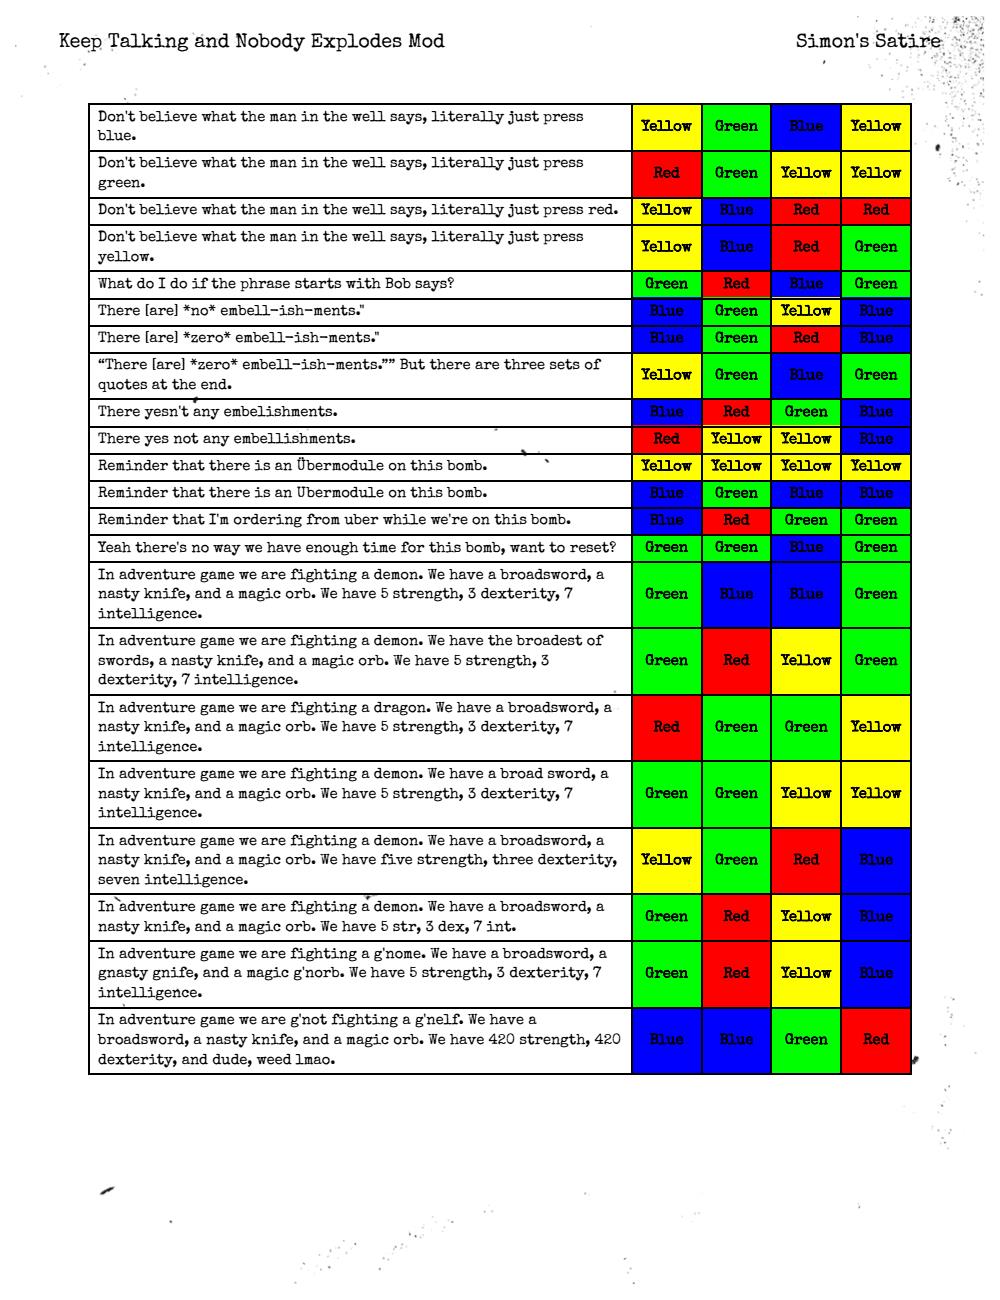 Keep Talking and Nobody Explodes Mod Simon's Satire
Don't believe what the man in the well says, literally just press
blue.
Yellow Green Blue Yellow
Don't believe what the man in the well says, literally just press
green.
Red Green Yellow Yellow
Don't believe what the man in the well says, literally just press red. Yellow Blue Red Red
Don't believe what the man in the well says, literally just press
yellow.
Yellow Blue Red Green
What do I do if the phrase starts with Bob says? Green Red Blue Green
There [are] *no* embell-ish-ments." Blue Green Yellow Blue
There [are] *zero* embell-ish-ments." Blue Green Red Blue
“There [are] *zero* embell-ish-ments.”” But there are three sets of
quotes at the end.
Yellow Green Blue Green
There yesn't any embelishments. Blue Red Green Blue
There yes not any embellishments. Red Yellow Yellow Blue
Reminder that there is an Übermodule on this bomb. Yellow Yellow Yellow Yellow
Reminder that there is an Ubermodule on this bomb. Blue Green Blue Blue
Reminder that I'm ordering from uber while we're on this bomb. Blue Red Green Green
Yeah there's no way we have enough time for this bomb, want to reset? Green Green Blue Green
In adventure game we are fighting a demon. We have a broadsword, a
nasty knife, and a magic orb. We have 5 strength, 3 dexterity, 7
intelligence.
Green Blue Blue Green
In adventure game we are fighting a demon. We have the broadest of
swords, a nasty knife, and a magic orb. We have 5 strength, 3
dexterity, 7 intelligence.
Green Red Yellow Green
In adventure game we are fighting a dragon. We have a broadsword, a
nasty knife, and a magic orb. We have 5 strength, 3 dexterity, 7
intelligence.
Red Green Green Yellow
In adventure game we are fighting a demon. We have a broad sword, a
nasty knife, and a magic orb. We have 5 strength, 3 dexterity, 7
intelligence.
Green Green Yellow Yellow
In adventure game we are fighting a demon. We have a broadsword, a
nasty knife, and a magic orb. We have five strength, three dexterity,
seven intelligence.
Yellow Green Red Blue
In adventure game we are fighting a demon. We have a broadsword, a
nasty knife, and a magic orb. We have 5 str, 3 dex, 7 int.
Green Red Yellow Blue
In adventure game we are fighting a g'nome. We have a broadsword, a
gnasty gnife, and a magic g'norb. We have 5 strength, 3 dexterity, 7
intelligence.
Green Red Yellow Blue
In adventure game we are g'not fighting a g'nelf. We have a
broadsword, a nasty knife, and a magic orb. We have 420 strength, 420
dexterity, and dude, weed lmao.
Blue Blue Green Red